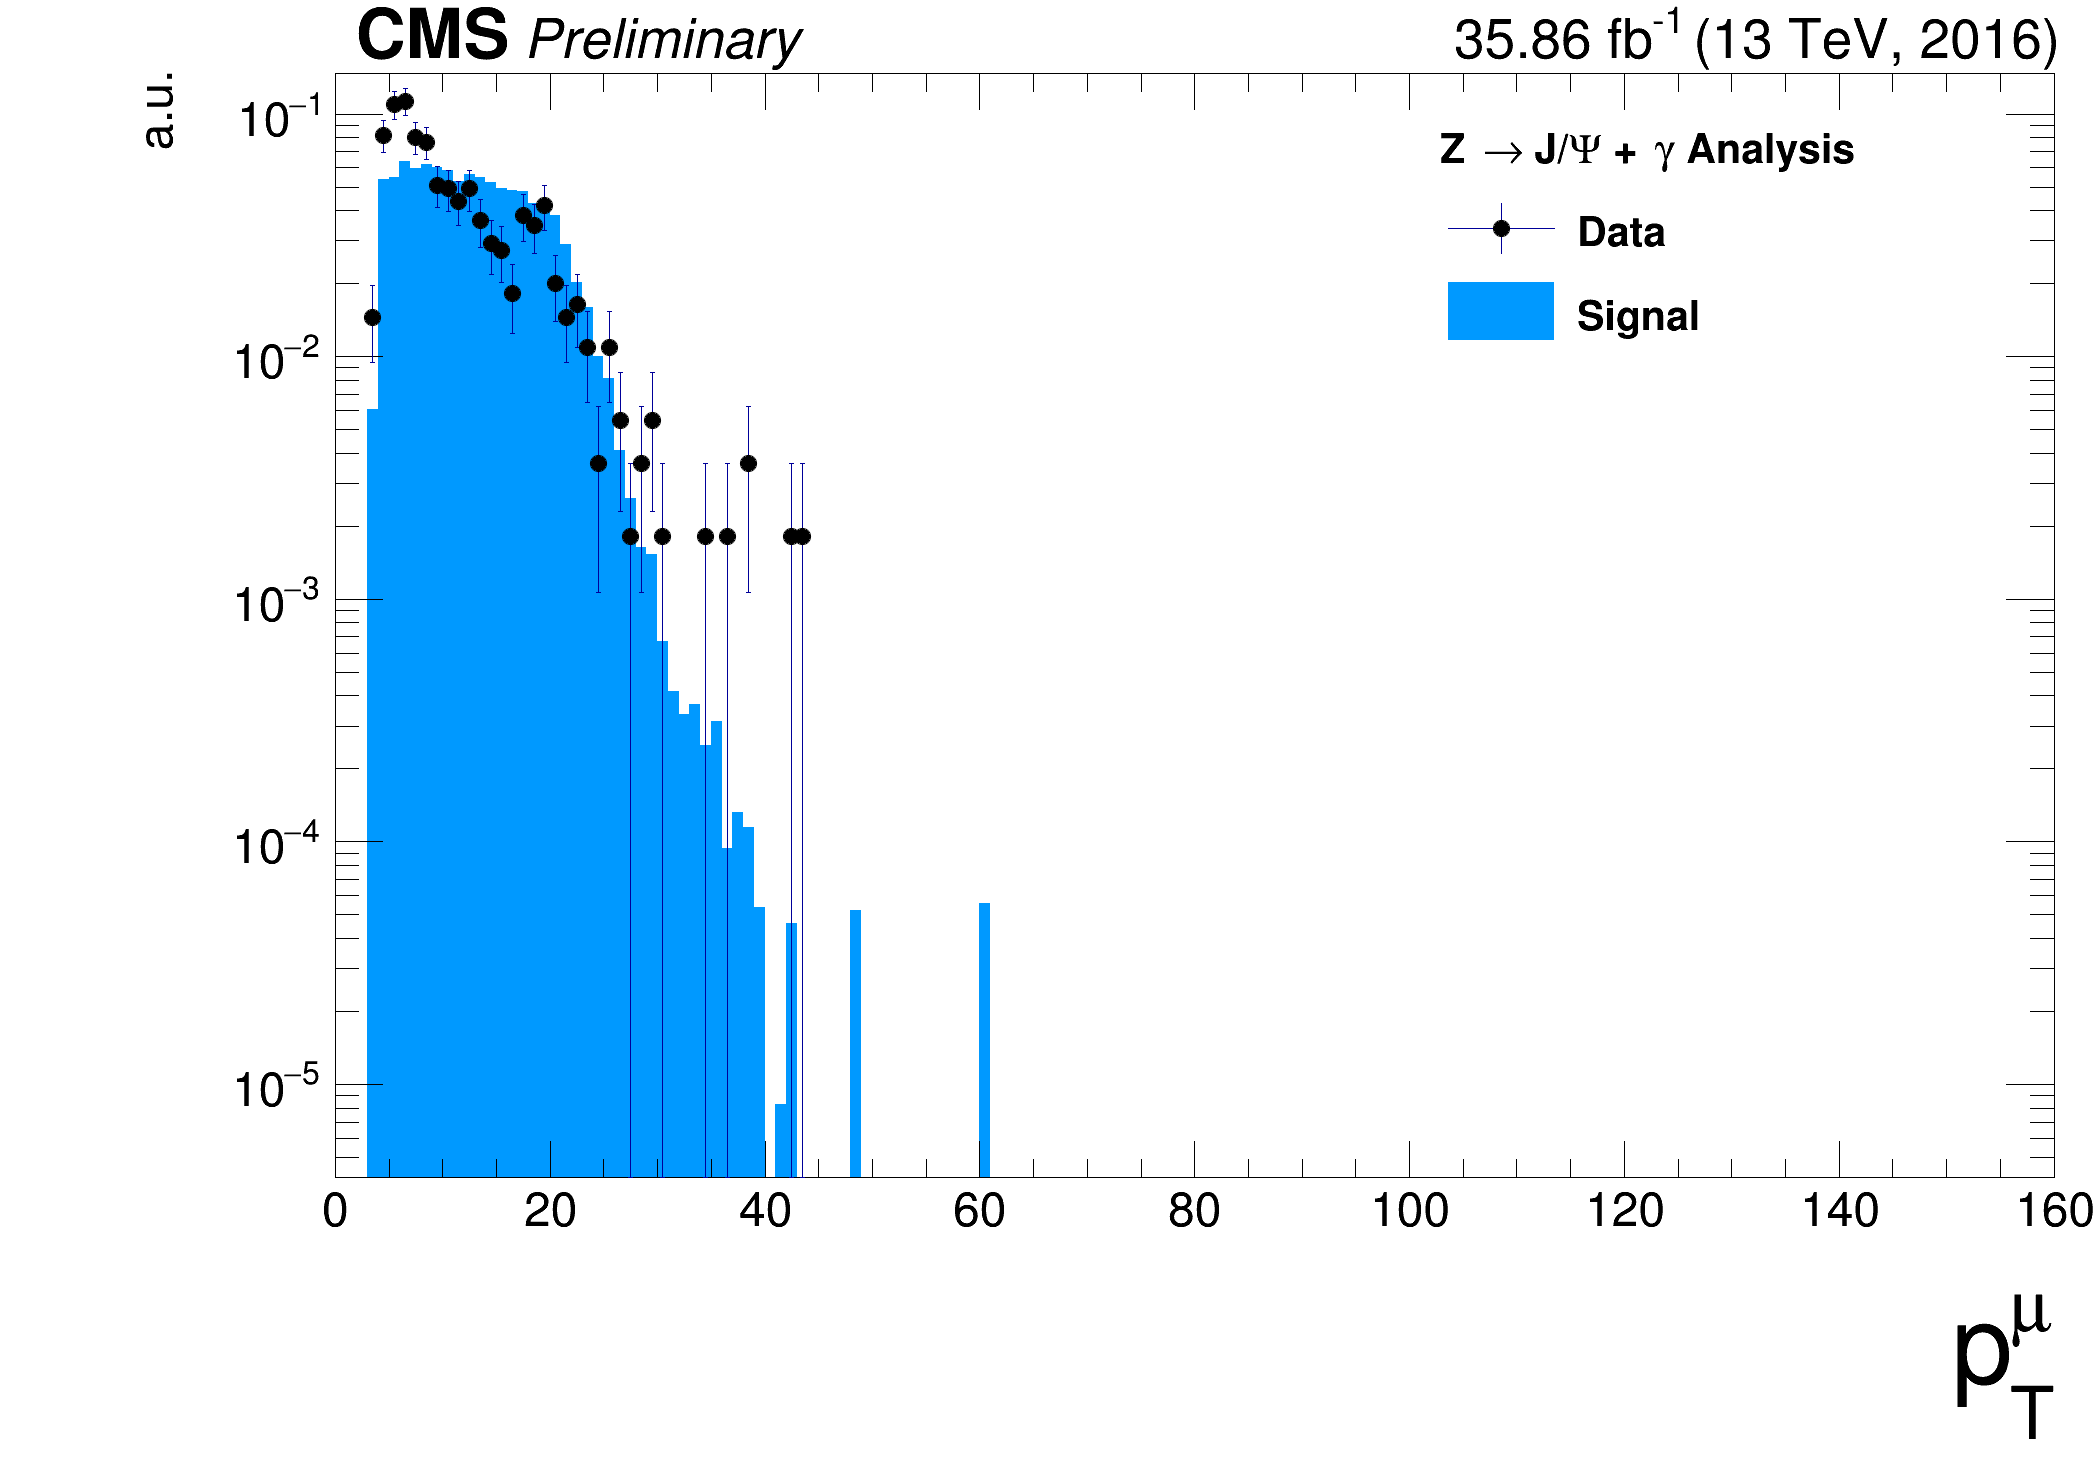 CMS Preliminary 35.86 fb⁻¹ (13 TeV, 2016)
a.u.
10⁻¹
10⁻²
10⁻³
10⁻⁴
10⁻⁵
Z → J/Ψ + γ Analysis
Data
Signal
0 20 40 60 80 100 120 140 160
p_T^μ